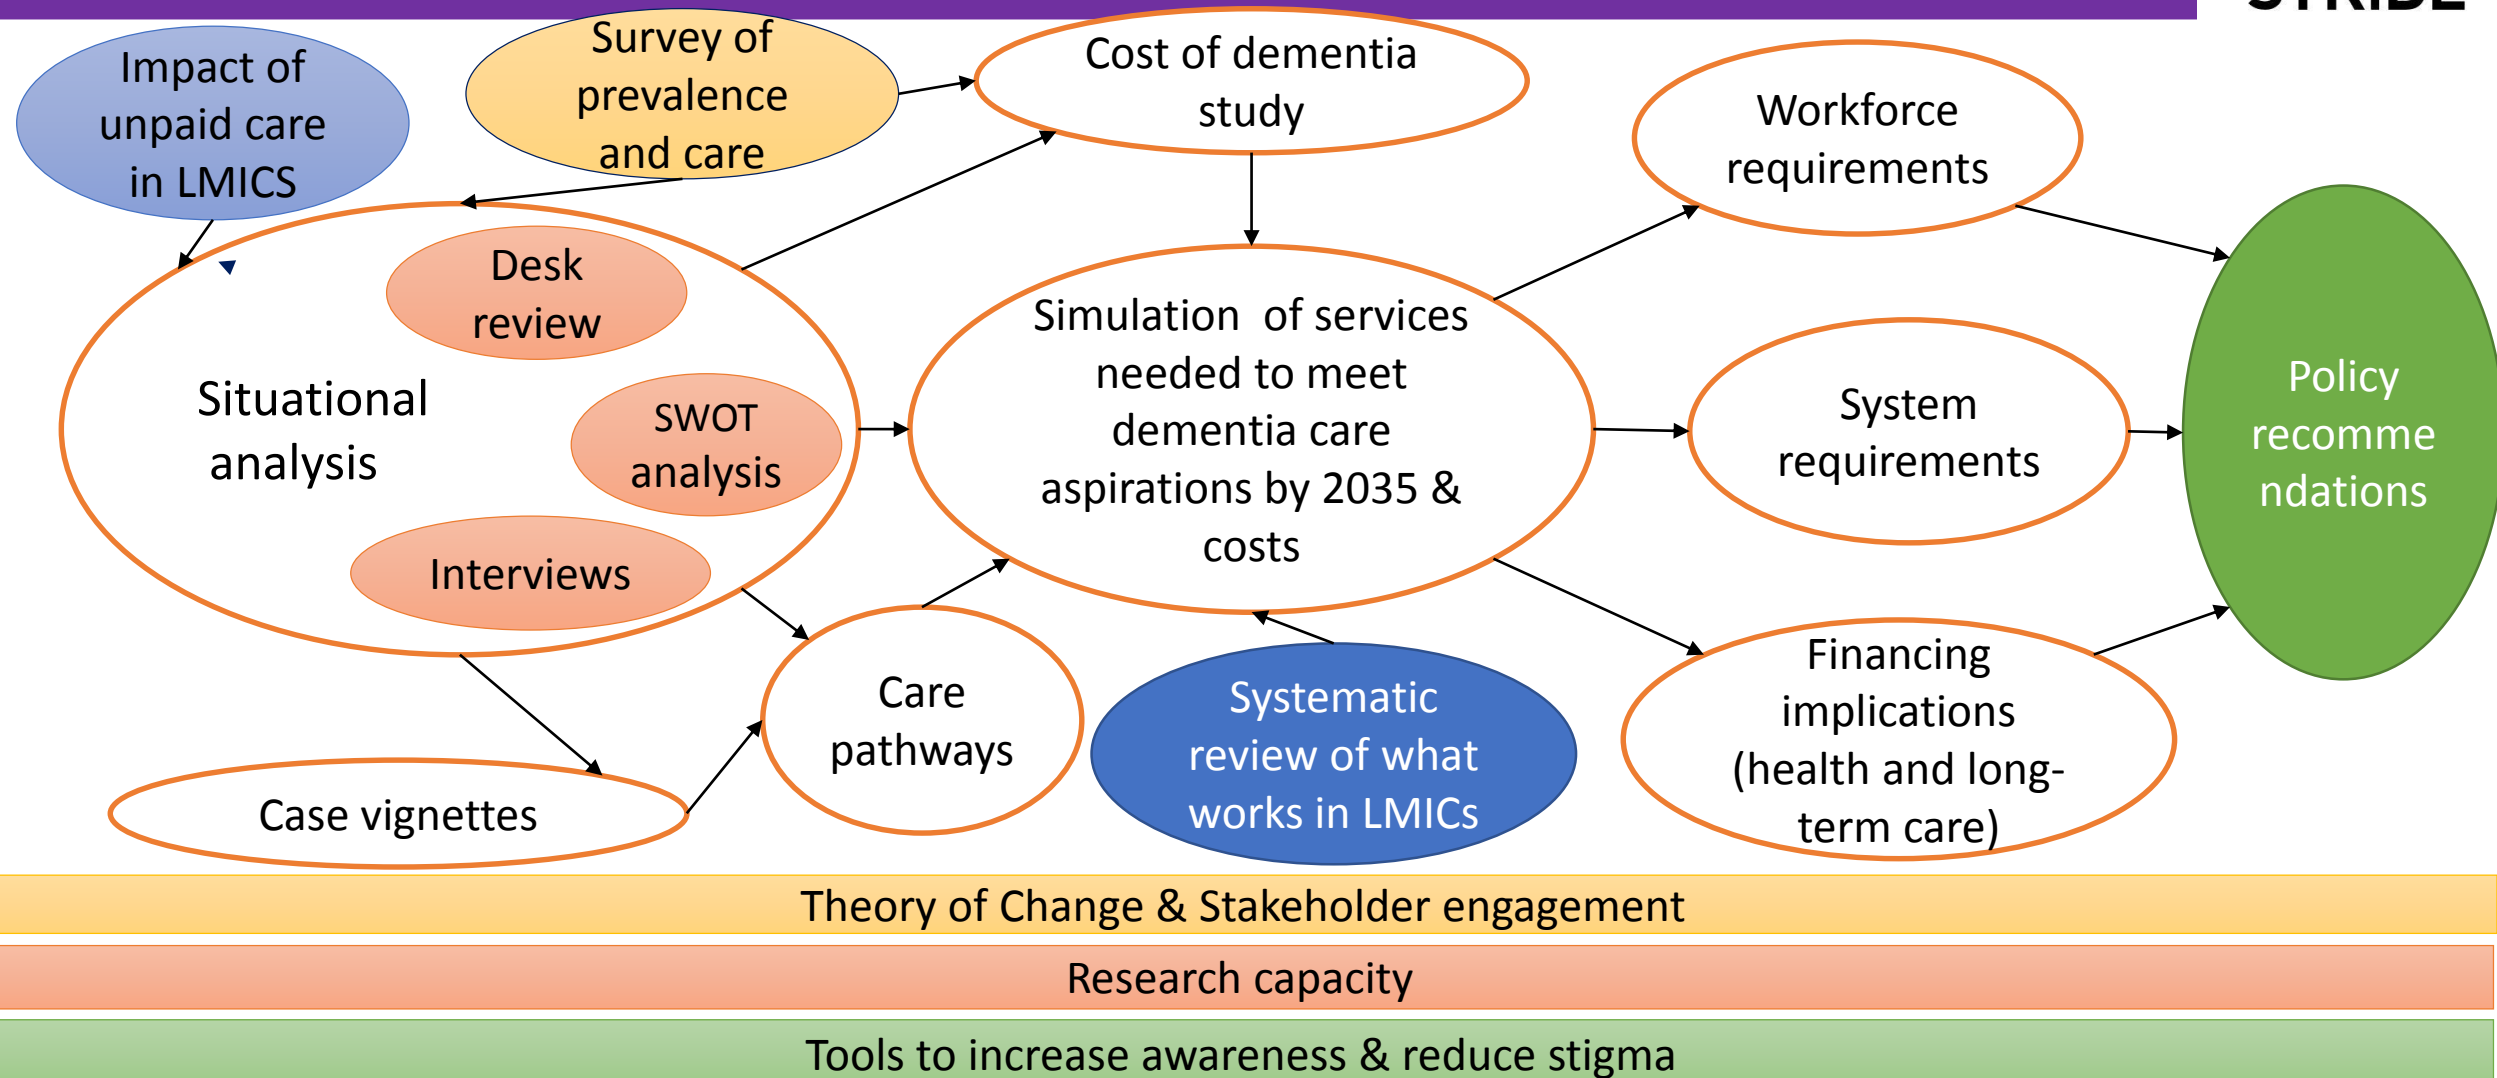 STRIDE
Impact of
unpaid care
in LMICS
Survey of
prevalence
and care
Cost of dementia
study
Workforce
requirements
Desk
review
Situational
analysis
SWOT
analysis
Interviews
Simulation  of services
needed to meet
dementia care
aspirations by 2035 &
costs
System
requirements
Policy
recomme
ndations
Care
pathways
Case vignettes
Systematic
review of what
works in LMICs
Financing
implications
(health and long-
term care)
Theory of Change & Stakeholder engagement
Research capacity
Tools to increase awareness & reduce stigma